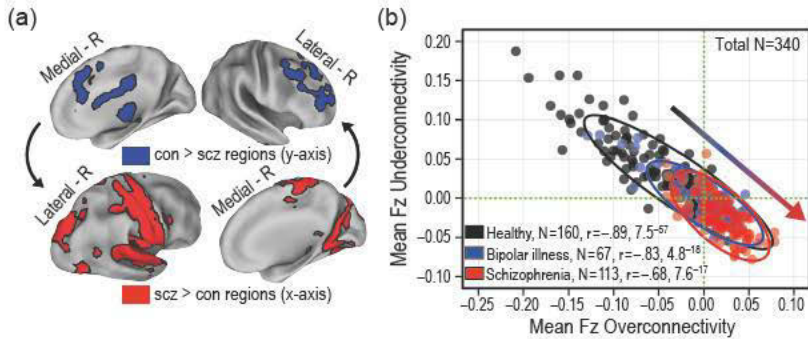 (a)
Medial - R
Lateral - R
con > scz regions (y-axis)
Lateral - R
Medial - R
scz > con regions (x-axis)
(b)
Total N=340
Mean Fz Underconnectivity
0.20
0.15
0.10
0.05
0.00
−0.05
−0.10
Healthy, N=160, r=−.89, 7.5⁻⁵⁷
Bipolar illness, N=67, r=−.83, 4.8⁻¹⁸
Schizophrenia, N=113, r=−.68, 7.6⁻¹⁷
−0.25 −0.20 −0.15 −0.10 −0.05 0.00 0.05 0.10
Mean Fz Overconnectivity